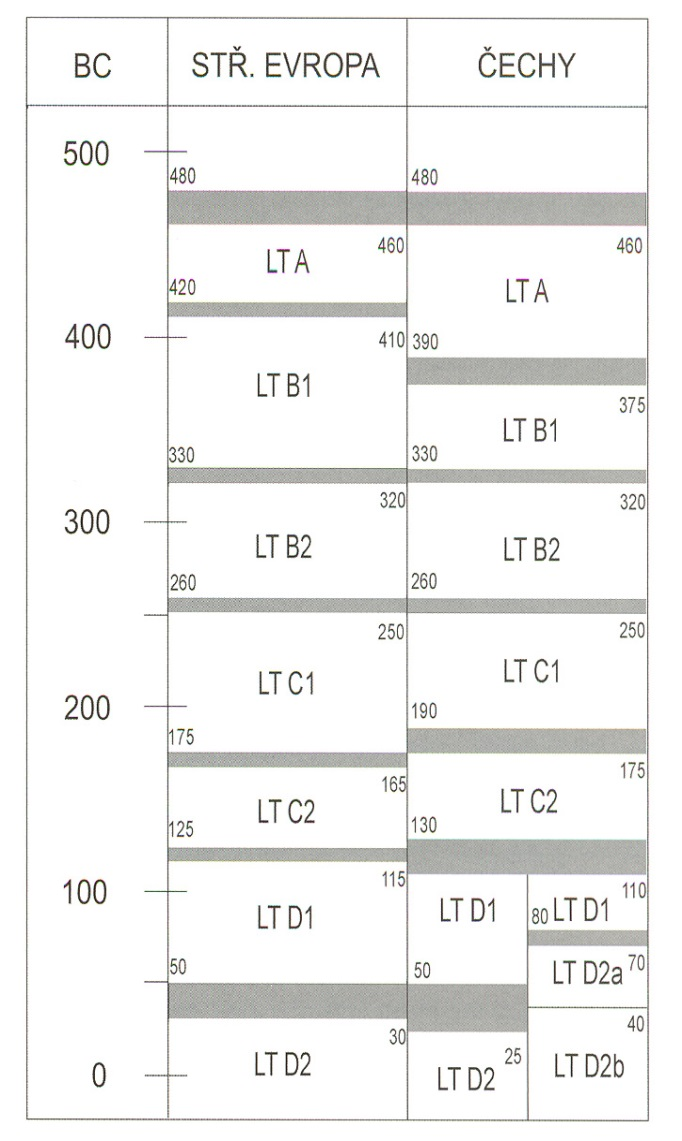 BC STŘ. EVROPA ČECHY
500
480 480
LT A 460 460
420 LT A
400 410 390
LT B1 375
LT B1
330 330
300 320 320
LT B2 LT B2
260 260
250 250
LT C1 LT C1
200 190
175 175
165
LT C2 LT C2
125 130
100 115 110
LT D1 LT D1 80 LT D1
50 50 LT D2a 70
30 40
0 LT D2 LT D2 25 LT D2b